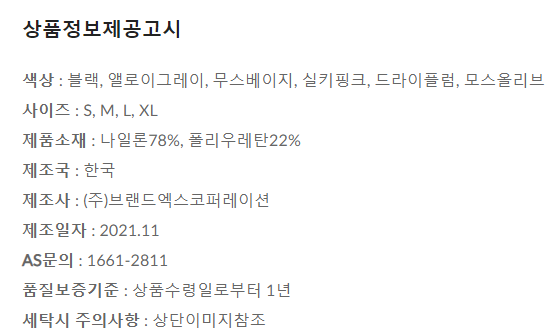 상품정보제공고시
색상 : 블랙, 앨로이그레이, 무스베이지, 실키핑크, 드라이플럼, 모스올리브
사이즈 : S, M, L, XL
제품소재 : 나일론78%, 폴리우레탄22%
제조국 : 한국
제조사 : (주)브랜드엑스코퍼레이션
제조일자 : 2021.11
AS문의 : 1661-2811
품질보증기준 : 상품수령일로부터 1년
세탁시 주의사항 : 상단이미지참조